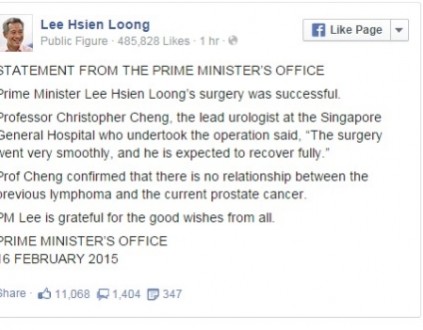 Lee Hsien Loong
Like Page
Public Figure · 485,828 Likes · 1 hr ·
STATEMENT FROM THE PRIME MINISTER'S OFFICE
Prime Minister Lee Hsien Loong's surgery was successful.
Professor Christopher Cheng, the lead urologist at the Singapore
General Hospital who undertook the operation said, "The surgery
went very smoothly, and he is expected to recover fully."
Prof Cheng confirmed that there is no relationship between the
previous lymphoma and the current prostate cancer.
PM Lee is grateful for the good wishes from all.
PRIME MINISTER'S OFFICE
16 FEBRUARY 2015
Share · 11,068 1,404 347